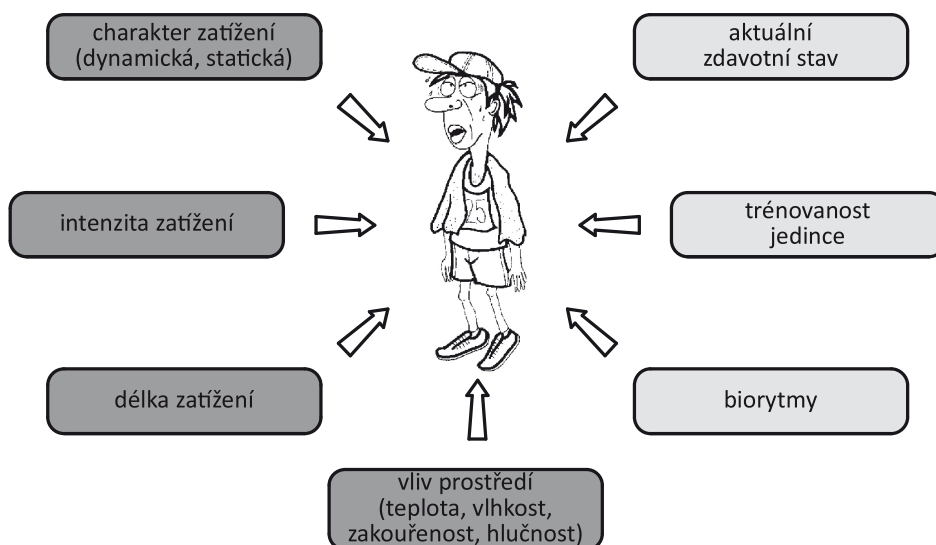 charakter zatížení
(dynamická, statická)
aktuální
zdavotní stav
intenzita zatížení
25
trénovanost
jedince
délka zatížení
biorytmy
vliv prostředí
(teplota, vlhkost,
zakouřenost, hlučnost)